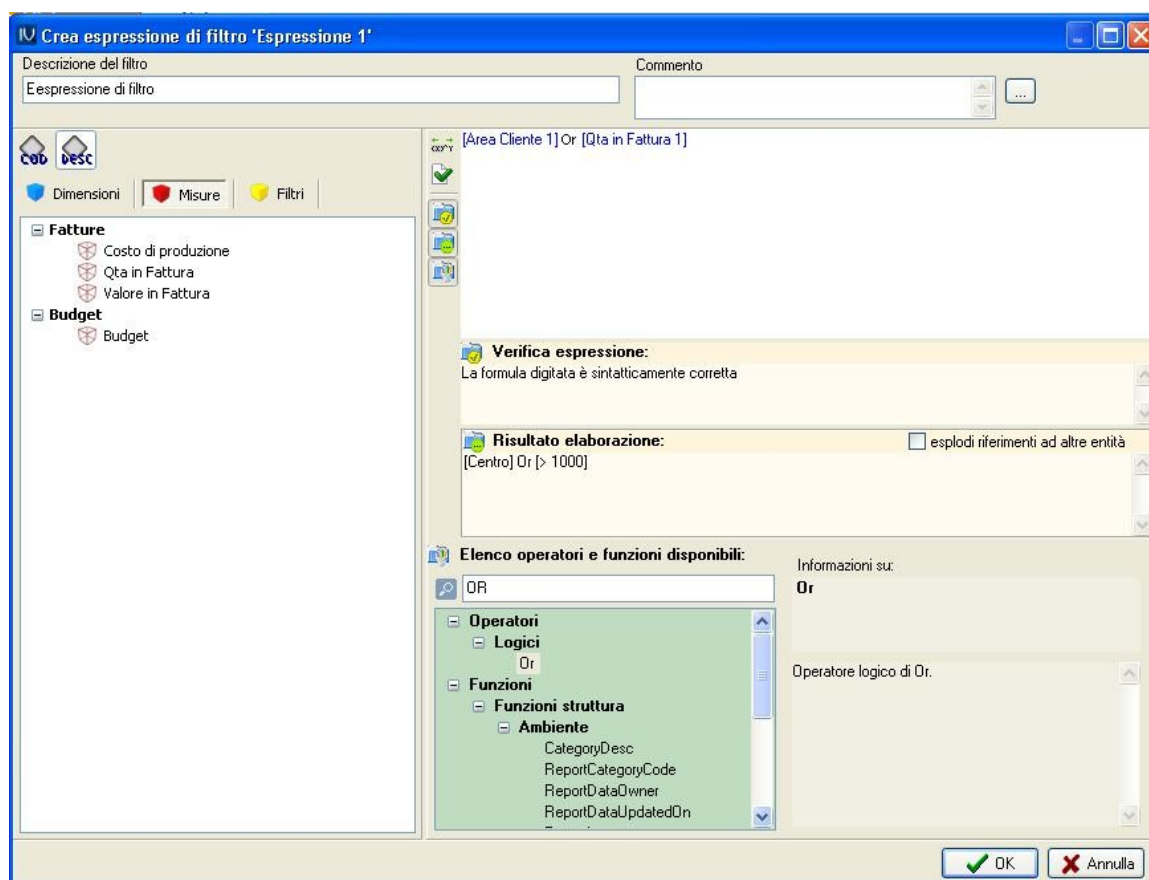 Crea espressione di filtro 'Espressione 1'
Descrizione del filtro
Commento
Eespressione di filtro
...
COD
DESC
Dimensioni
Misure
Filtri
Fatture
Costo di produzione
Qta in Fattura
Valore in Fattura
Budget
Budget
[Area Cliente 1] Or [Qta in Fattura 1]
Verifica espressione:
La formula digitata è sintatticamente corretta
Risultato elaborazione:
esplodi riferimenti ad altre entità
[Centro] Or [> 1000]
Elenco operatori e funzioni disponibili:
OR
Operatori
Logici
Or
Funzioni
Funzioni struttura
Ambiente
CategoryDesc
ReportCategoryCode
ReportDataOwner
ReportDataUpdatedOn
Informazioni su:
Or
Operatore logico di Or.
OK
Annulla